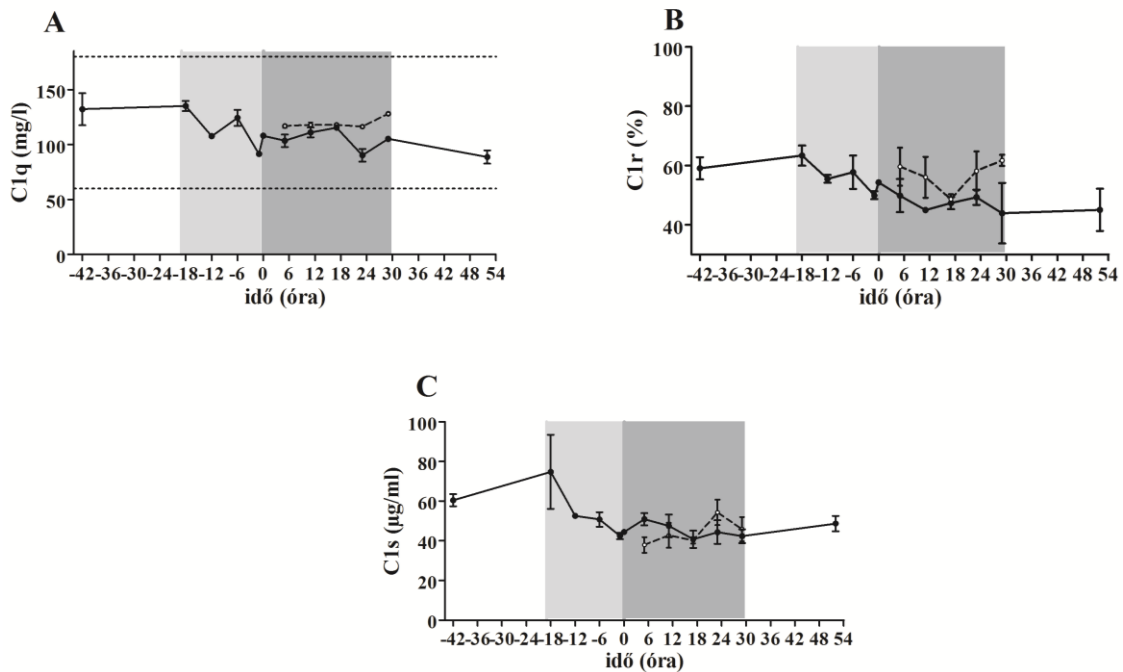 A
C1q (mg/l)
150
100
50
0
-42-36-30-24-18-12 -6 0 6 12 18 24 30 36 42 48 54
idő (óra)
B
C1r (%)
100
80
60
40
-42-36-30-24-18-12 -6 0 6 12 18 24 30 36 42 48 54
idő (óra)
C
C1s (µg/ml)
100
80
60
40
20
0
-42-36-30-24-18-12-6 0 6 12 18 24 30 36 42 48 54
idő (óra)